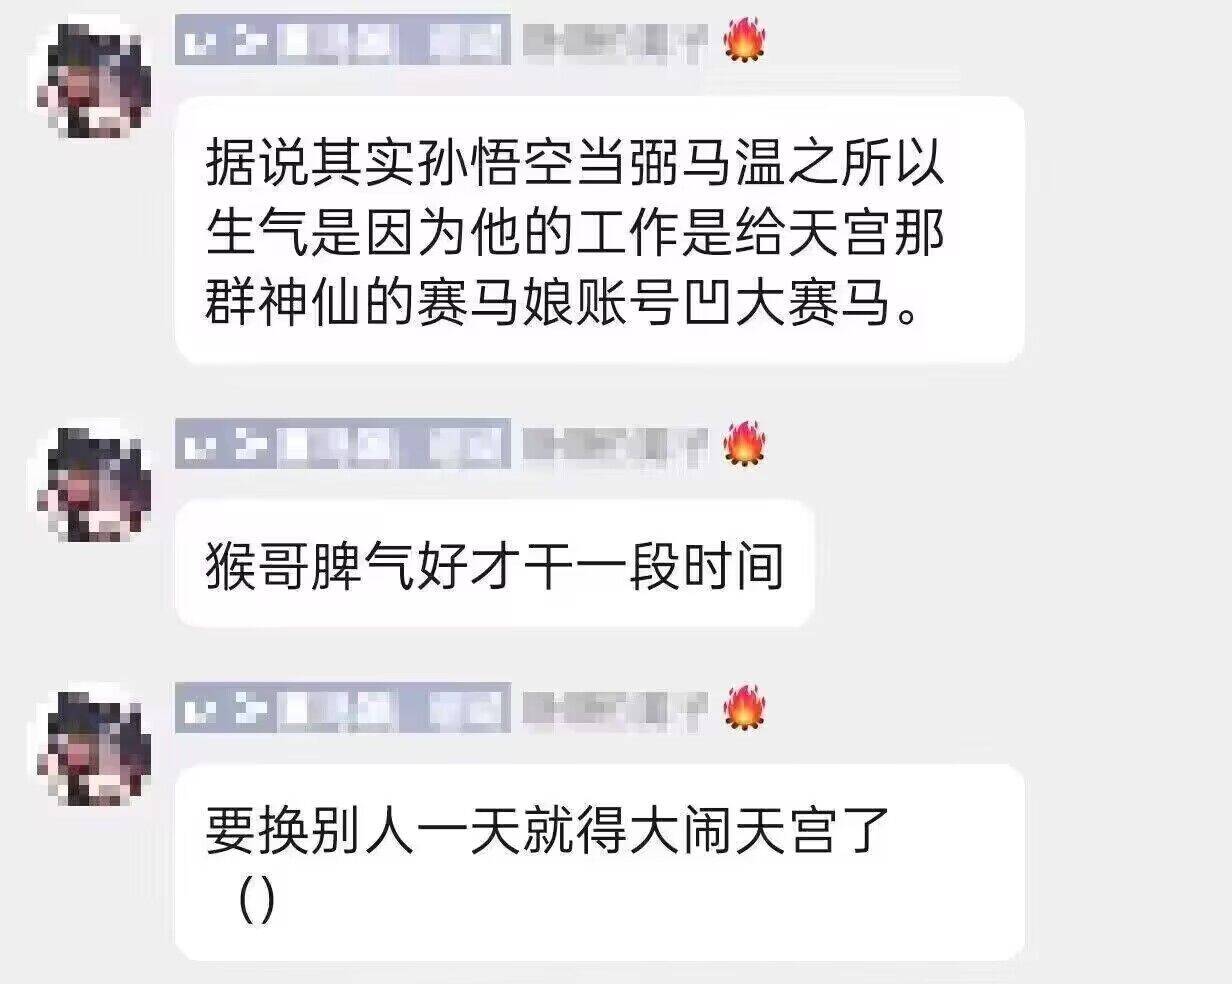 据说其实孙悟空当弼马温之所以
生气是因为他的工作是给天宫那
群神仙的赛马娘账号凹大赛马。
猴哥脾气好才干一段时间
要换别人一天就得大闹天宫了
（）